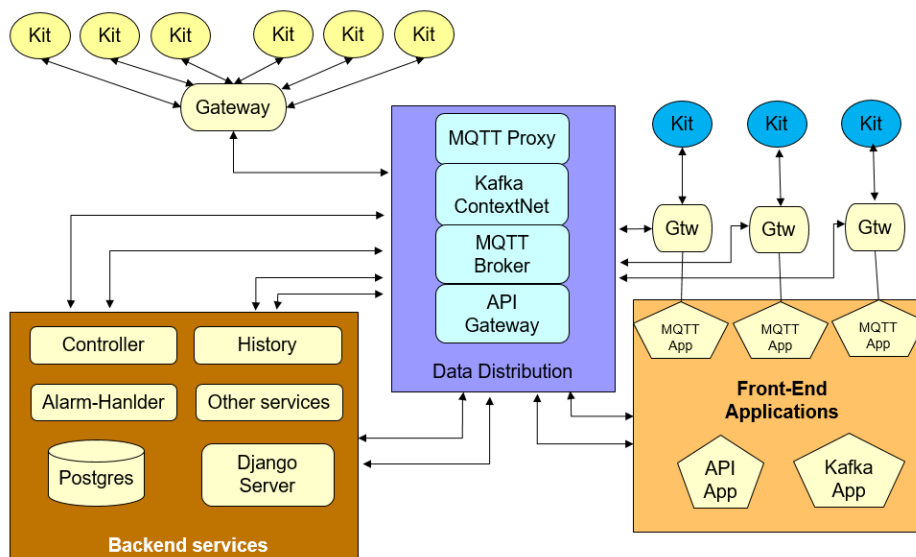 Kit
Kit
Kit
Kit
Kit
Kit
Gateway
MQTT Proxy
Kafka
ContextNet
MQTT
Broker
API
Gateway
Data Distribution
Kit
Kit
Kit
Gtw
Gtw
Gtw
MQTT
App
MQTT
App
MQTT
App
Front-End
Applications
API
App
Kafka
App
Controller
History
Alarm-Hanlder
Other services
Postgres
Django
Server
Backend services